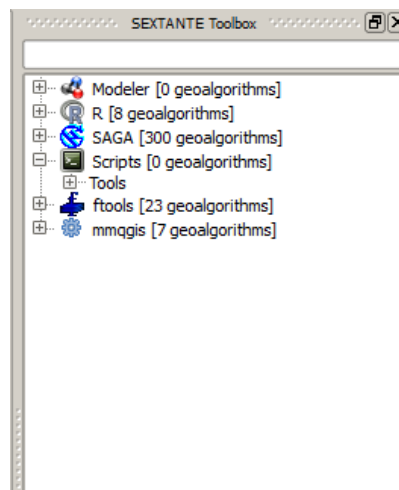 SEXTANTE Toolbox
Modeler [0 geoalgorithms]
R [8 geoalgorithms]
SAGA [300 geoalgorithms]
Scripts [0 geoalgorithms]
Tools
ftools [23 geoalgorithms]
mmqgis [7 geoalgorithms]